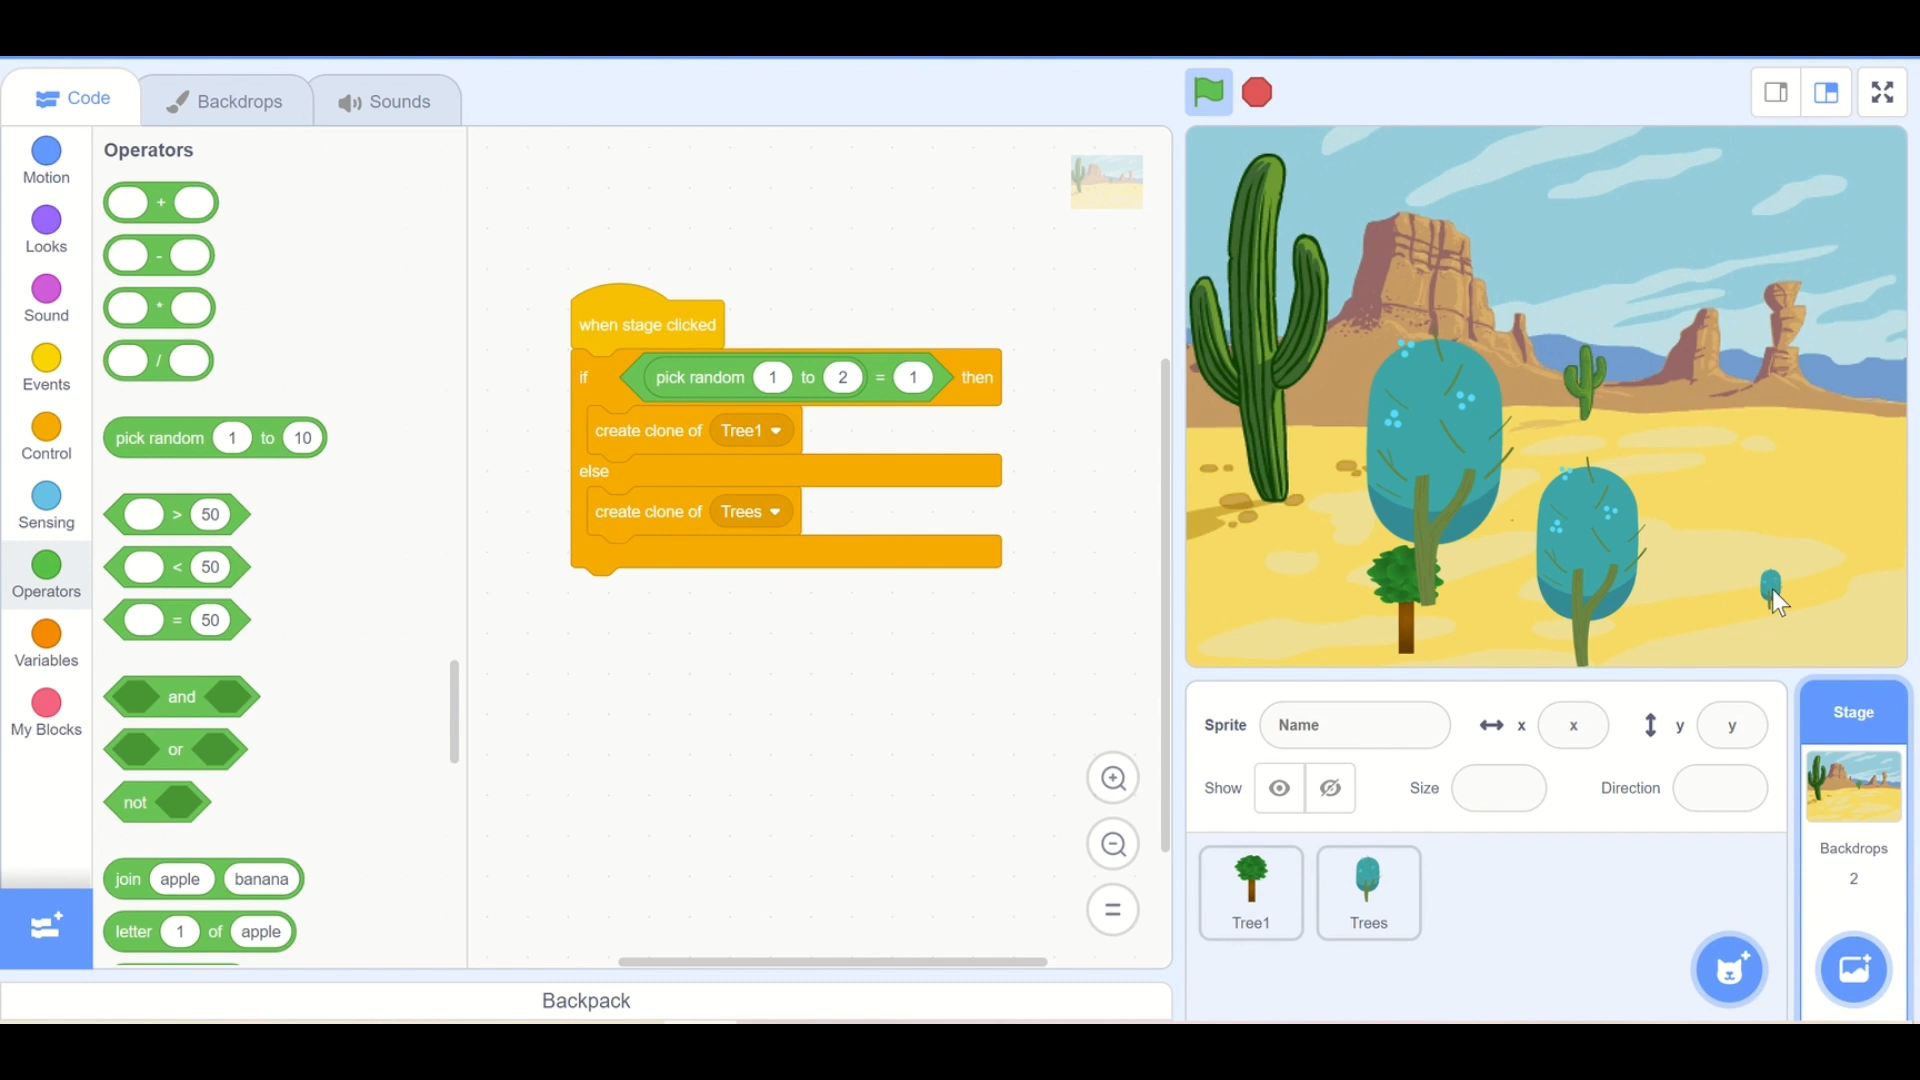 Code
Backdrops
Sounds
Motion
Looks
Sound
Events
Control
Sensing
Operators
Variables
My Blocks
Operators
+
-
*
/
pick random 1 to 10
> 50
< 50
= 50
and
or
not
join apple banana
letter 1 of apple
when stage clicked
if pick random 1 to 2 = 1 then
create clone of Tree1
else
create clone of Trees
Backpack
Sprite Name x x y y
Show Size Direction
Tree1
Trees
Stage
Backdrops
2